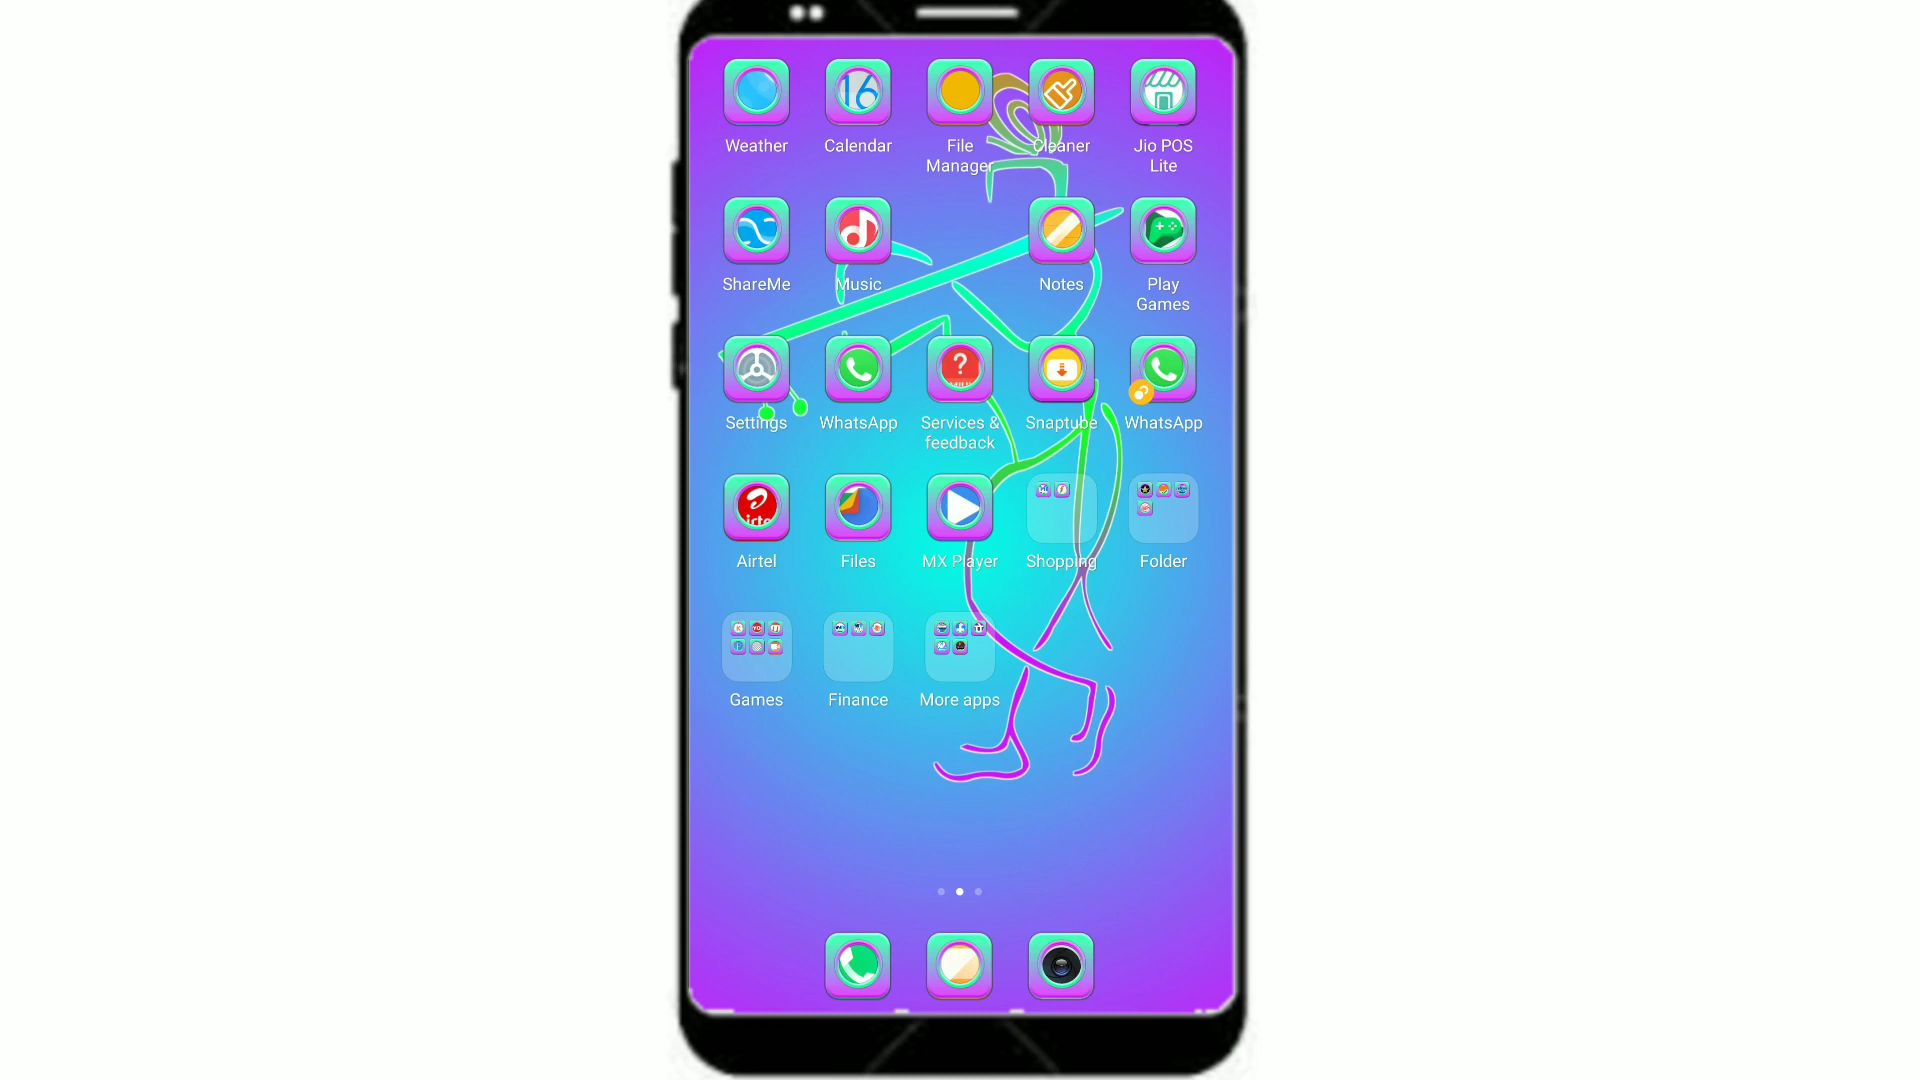 16
Weather
Calendar
File
Manager
Cleaner
Jio POS
Lite
ShareMe
Music
Notes
Play
Games
?
Settings
WhatsApp
Services &
feedback
Snaptube
WhatsApp
Airtel
Files
MX Player
Shopping
Folder
Games
Finance
More apps